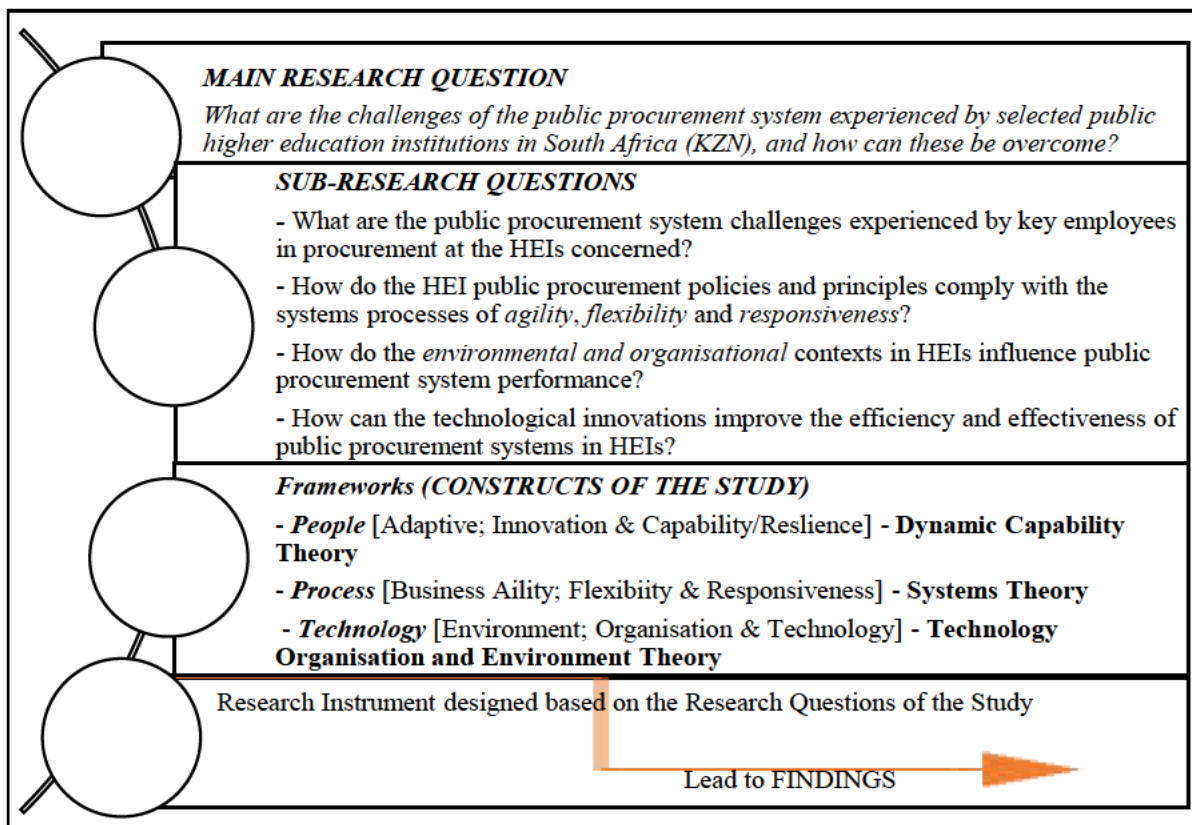 MAIN RESEARCH QUESTION
What are the challenges of the public procurement system experienced by selected public
higher education institutions in South Africa (KZN), and how can these be overcome?
SUB-RESEARCH QUESTIONS
- What are the public procurement system challenges experienced by key employees
in procurement at the HEIs concerned?
- How do the HEI public procurement policies and principles comply with the
systems processes of agility, flexibility and responsiveness?
- How do the environmental and organisational contexts in HEIs influence public
procurement system performance?
- How can the technological innovations improve the efficiency and effectiveness of
public procurement systems in HEIs?
Frameworks (CONSTRUCTS OF THE STUDY)
- People [Adaptive; Innovation & Capability/Reslience] - Dynamic Capability
Theory
- Process [Business Aility; Flexibiity & Responsiveness] - Systems Theory
- Technology [Environment; Organisation & Technology] - Technology
Organisation and Environment Theory
Research Instrument designed based on the Research Questions of the Study
Lead to FINDINGS